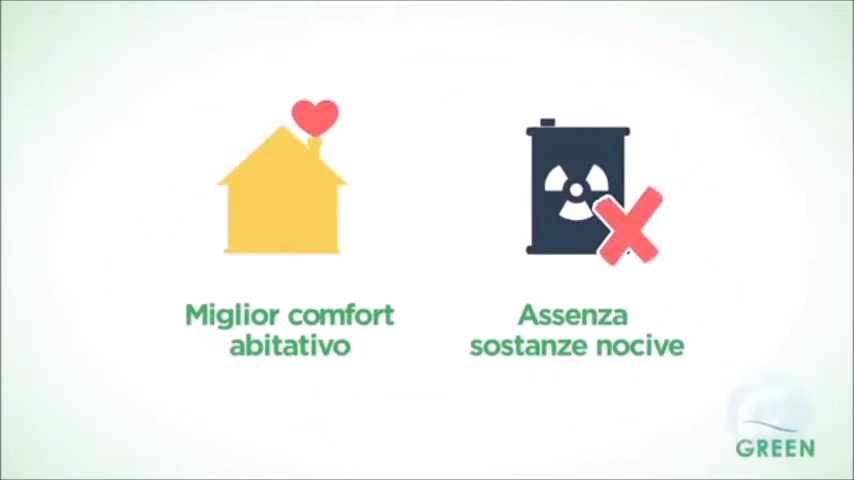 Miglior comfort
abitativo
Assenza
sostanze nocive
GREEN